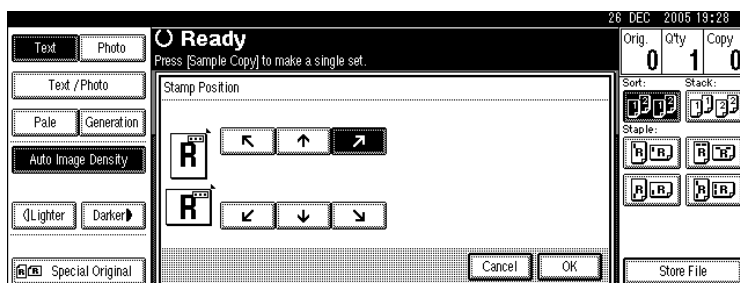 26 DEC 2005 19:28
Text
Photo
Text / Photo
Pale
Generation
Auto Image Density
Lighter
Darker
Special Original
Ready
Press [Sample Copy] to make a single set.
Stamp Position
R
R
Cancel
OK
Orig.
Q'ty
Copy
0
1
0
Sort:
Stack:
Staple:
Store File